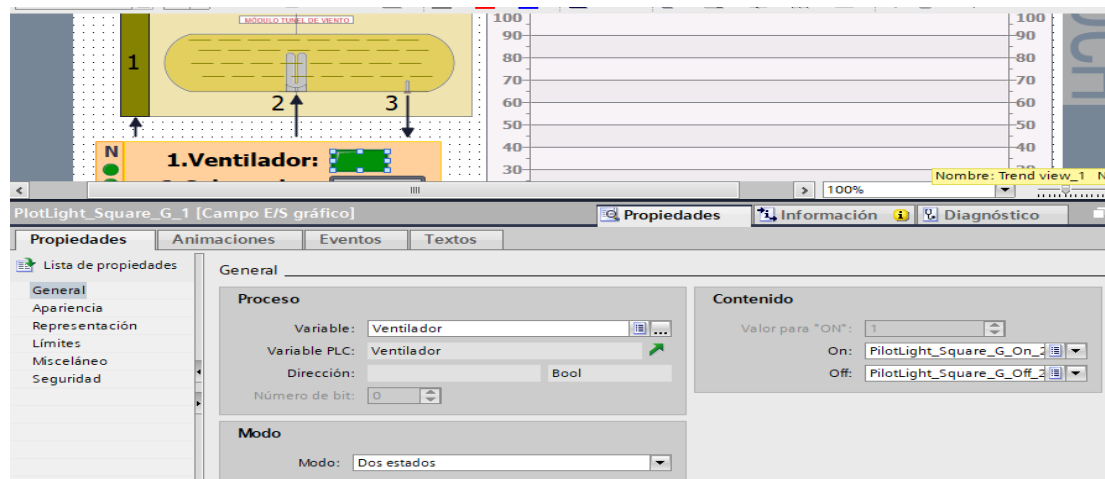 MÓDULO TUNEL DE VIENTO
1
2
3
N
1.Ventilador:
100
90
80
70
60
50
40
30
100
90
80
70
60
50
40
OCH
Nombre: Trend view_1 N
100%
PlotLight_Square_G_1 [Campo E/S gráfico]
Propiedades
Información
Diagnóstico
Propiedades
Animaciones
Eventos
Textos
Lista de propiedades
General
Apariencia
Representación
Límites
Misceláneo
Seguridad
General
Proceso
Variable: Ventilador
...
Variable PLC: Ventilador
Dirección: Bool
Número de bit: 0
Modo
Modo: Dos estados
Contenido
Valor para "ON": 1
On: PilotLight_Square_G_On_2
Off: PilotLight_Square_G_Off_2